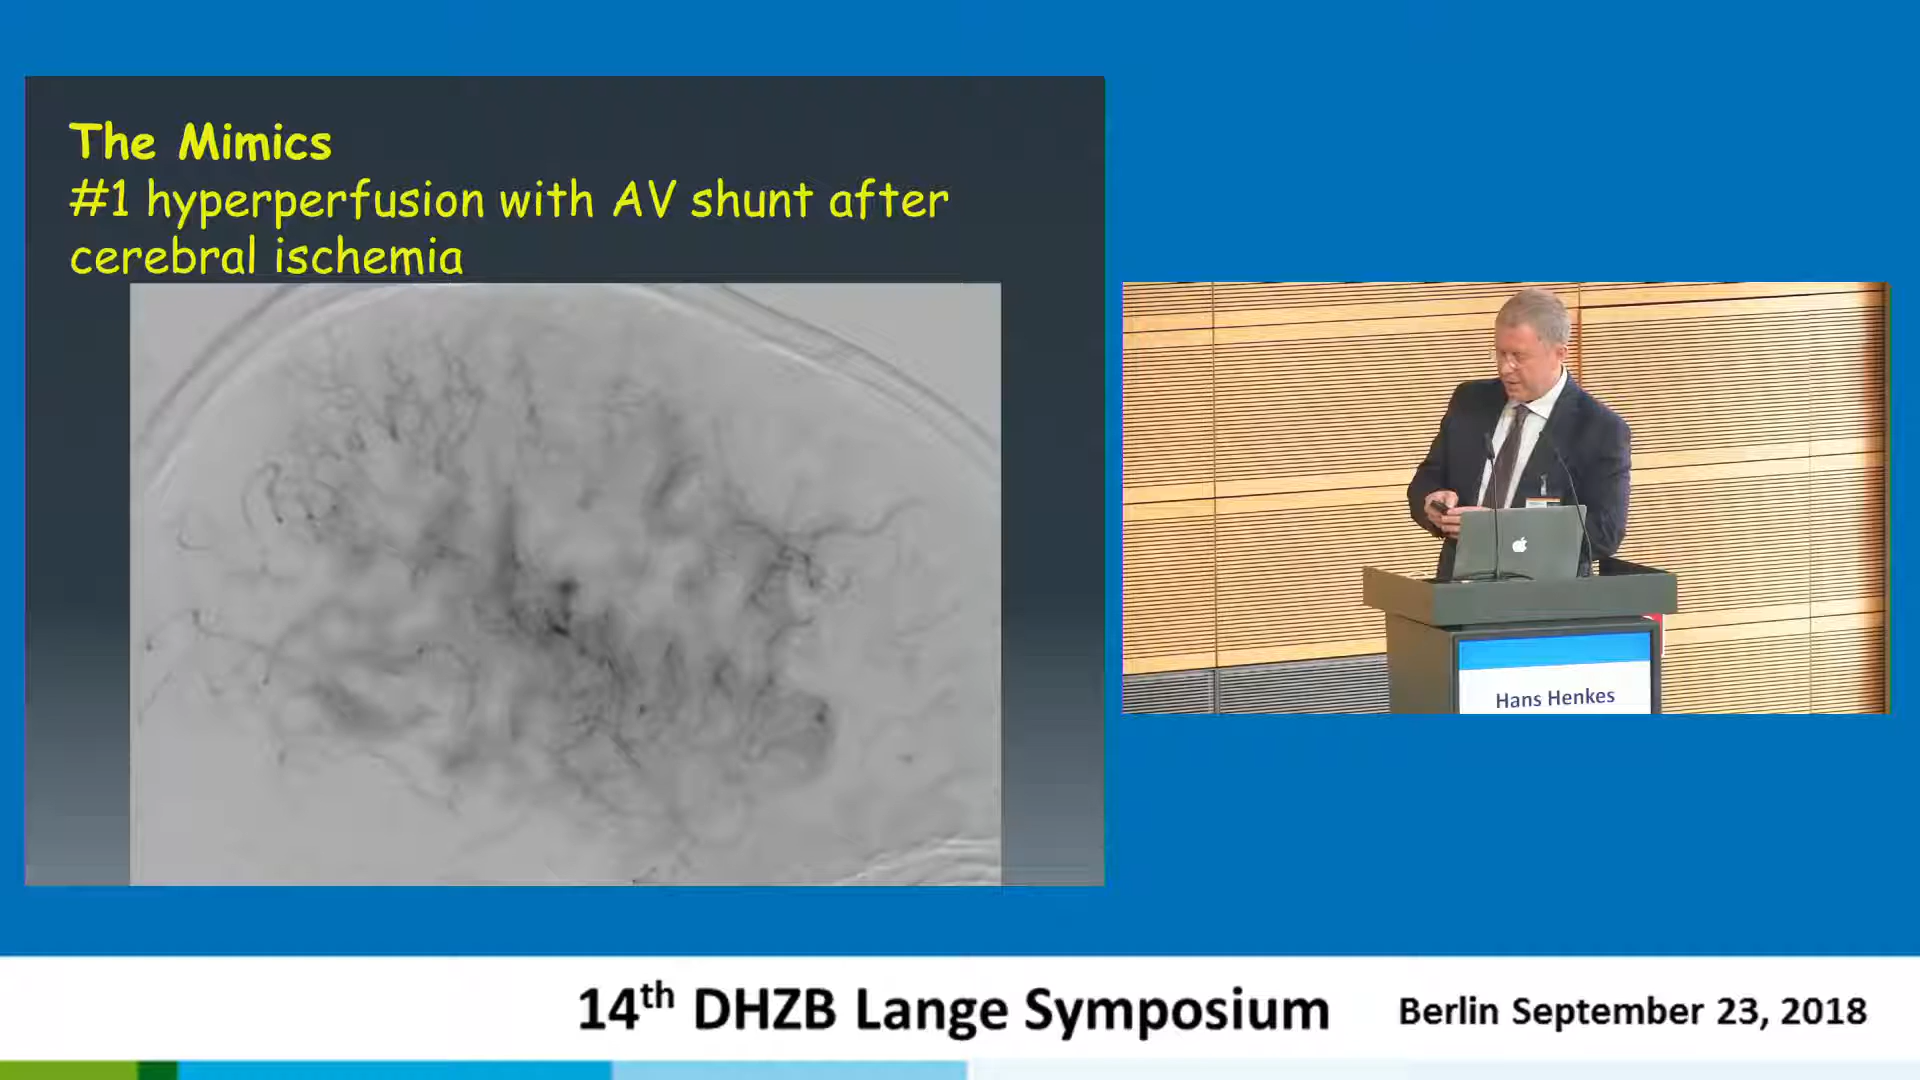 The Mimics
#1 hyperperfusion with AV shunt after
cerebral ischemia
Hans Henkes
14th DHZB Lange Symposium
Berlin September 23, 2018